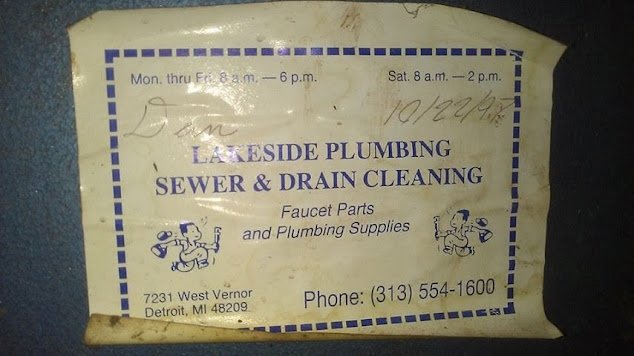 Mon. thru Fri. 8 a.m. — 6 p.m. Sat. 8 a.m. — 2 p.m.
Dan 10/22/97
LAKESIDE PLUMBING
SEWER & DRAIN CLEANING
Faucet Parts
and Plumbing Supplies
7231 West Vernor
Detroit, MI 48209
Phone: (313) 554-1600